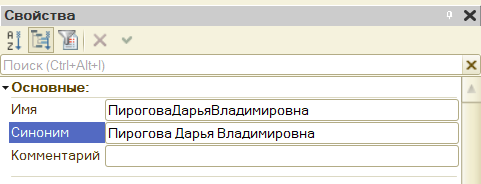 Свойства
Поиск (Ctrl+Alt+I)
Основные:
Имя ПироговаДарьяВладимировна
Синоним Пирогова Дарья Владимировна
Комментарий